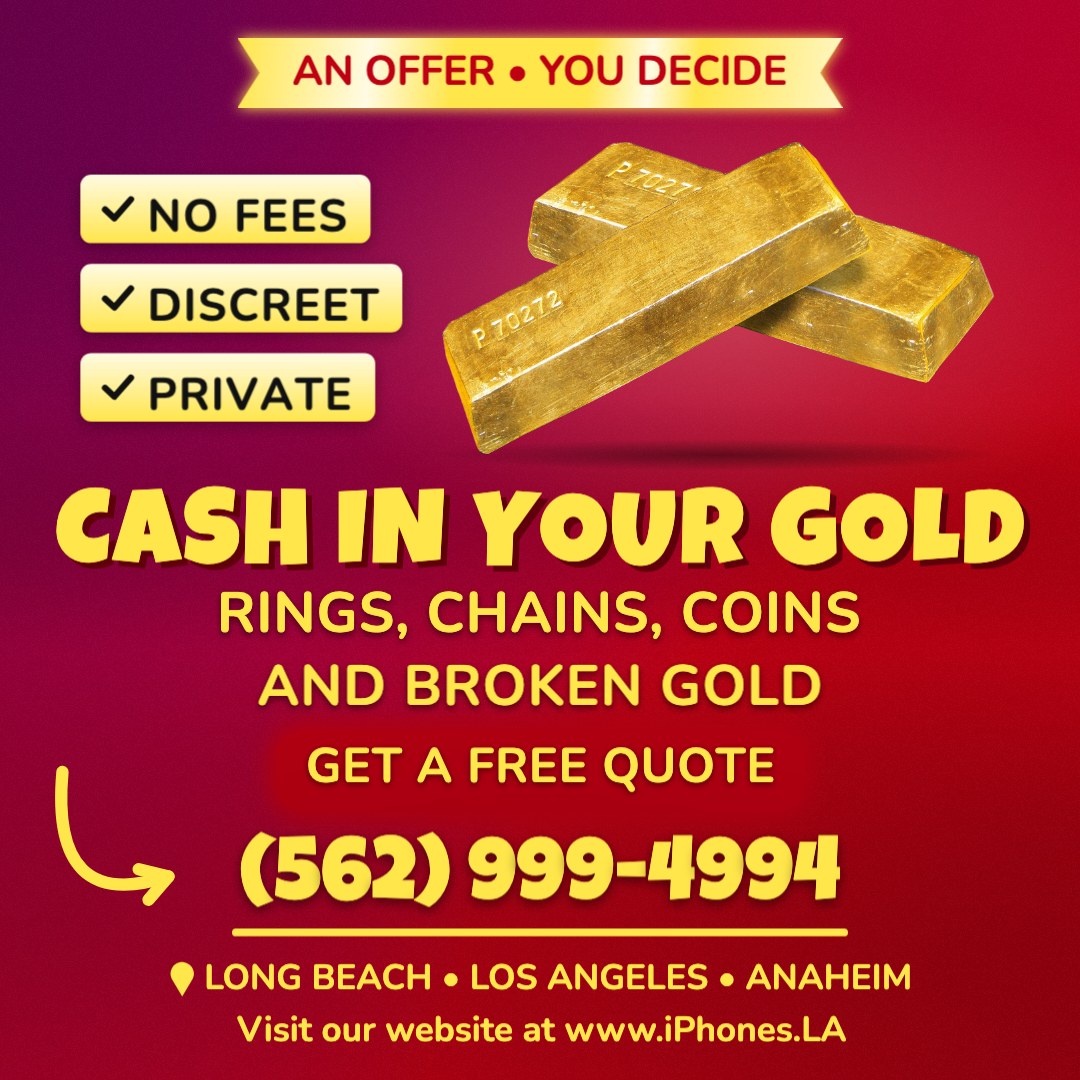 AN OFFER • YOU DECIDE
✓ NO FEES
✓ DISCREET
✓ PRIVATE
P 7027
P 70272
CASH IN YOUR GOLD
RINGS, CHAINS, COINS
AND BROKEN GOLD
GET A FREE QUOTE
(562) 999-4994
LONG BEACH • LOS ANGELES • ANAHEIM
Visit our website at www.iPhones.LA